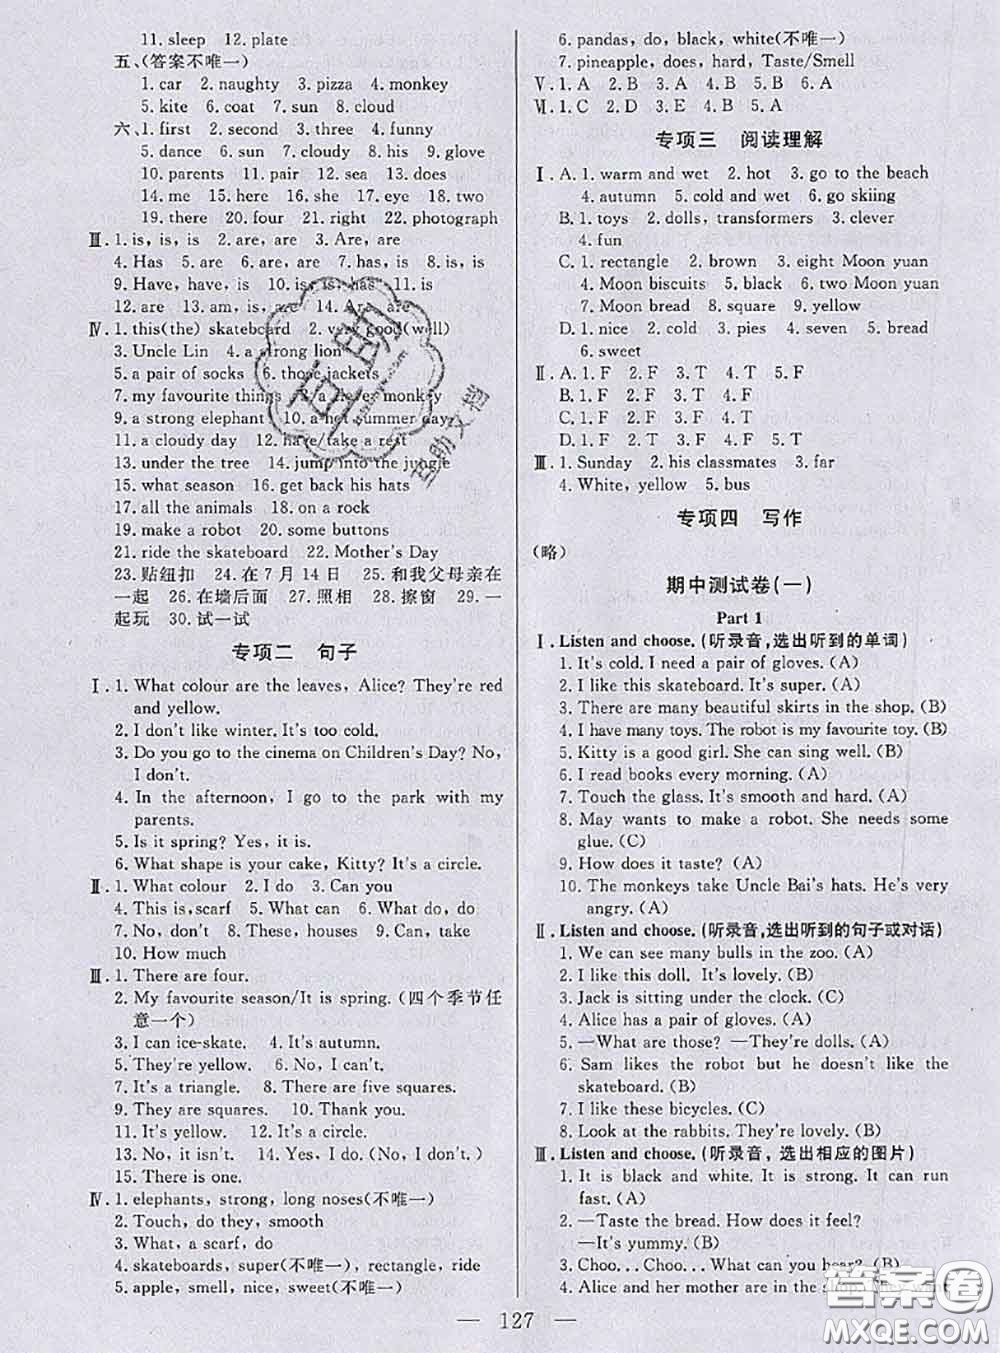 11. sleep 12. plate
五、(答案不唯一)
1. car 2. naughty 3. pizza 4. monkey
5. kite 6. coat 7. sun 8. cloud
六、1. first 2. second 3. three 4. funny
5. dance 6. sun 7. cloudy 8. his 9. glove
10. parents 11. pair 12. sea 13. does
14. me 15. here 16. she 17. eye 18. two
19. there 20. four 21. right 22. photograph
Ⅲ. 1. is, is, is 2. are, are 3. Are, are
4. Has 5. are, are 6. are 7. has, is 8. is
9. Have, have, is 10. is, is, has 11. is
12. are 13. am, is, are 14. Are, are
Ⅳ. 1. this(the) skateboard 2. very good(well)
3. Uncle Lin 4. a strong lion
5. a pair of socks 6. those jackets
7. my favourite things 8. a clever monkey
9. a strong elephant 10. a hot summer day
11. a cloudy day 12. have/take a rest
13. under the tree 14. jump into the jungle
15. what season 16. get back his hats
17. all the animals 18. on a rock
19. make a robot 20. some buttons
21. ride the skateboard 22. Mother's Day
23. 贴纽扣 24. 在 7 月 14 日 25. 和我父母亲在
一起 26. 在墙后面 27. 照相 28. 擦窗 29. 一
起玩 30. 试一试
专项二 句子
Ⅰ. 1. What colour are the leaves, Alice? They're red
and yellow.
2. I don't like winter. It's too cold.
3. Do you go to the cinema on Children's Day? No,
I don't.
4. In the afternoon, I go to the park with my
parents.
5. Is it spring? Yes, it is.
6. What shape is your cake, Kitty? It's a circle.
Ⅱ. 1. What colour 2. I do 3. Can you
4. This is, scarf 5. What can 6. What do, do
7. No, don't 8. These, houses 9. Can, take
10. How much
Ⅲ. 1. There are four.
2. My favourite season/It is spring. (四个季节任
意一个)
3. I can ice-skate. 4. It's autumn.
5. They're yellow. 6. No, I can't.
7. It's a triangle. 8. There are five squares.
9. They are squares. 10. Thank you.
11. It's yellow. 12. It's a circle.
13. No, it isn't. 14. Yes, I do. (No, I don't.)
15. There is one.
Ⅳ. 1. elephants, strong, long noses(不唯一)
2. Touch, do they, smooth
3. What, a scarf, do
4. skateboards, super(不唯一), rectangle, ride
5. apple, smell, nice, sweet(不唯一)
6. pandas, do, black, white(不唯一)
7. pineapple, does, hard, Taste/Smell
Ⅴ. 1. A 2. B 3. B 4. B 5. A 6. A
Ⅵ. 1. C 2. D 3. E 4. B 5. A
专项三 阅读理解
Ⅰ. A. 1. warm and wet 2. hot 3. go to the beach
4. autumn 5. cold and wet 6. go skiing
B. 1. toys 2. dolls, transformers 3. clever
4. fun
C. 1. rectangle 2. brown 3. eight Moon yuan
4. Moon biscuits 5. black 6. two Moon yuan
7. Moon bread 8. square 9. yellow
D. 1. nice 2. cold 3. pies 4. seven 5. bread
6. sweet
Ⅱ. A. 1. F 2. F 3. T 4. T 5. F
B. 1. T 2. T 3. T 4. F 5. F
C. 1. F 2. F 3. T 4. F 5. T
D. 1. F 2. F 3. T 4. T 5. F
Ⅲ. 1. Sunday 2. his classmates 3. far
4. White, yellow 5. bus
专项四 写作
(略)
期中测试卷(一)
Part 1
Ⅰ. Listen and choose. (听录音,选出听到的单词)
1. It's cold. I need a pair of gloves. (A)
2. I like this skateboard. It's super. (A)
3. There are many beautiful skirts in the shop. (B)
4. I have many toys. The robot is my favourite toy. (B)
5. Kitty is a good girl. She can sing well. (B)
6. I read books every morning. (A)
7. Touch the glass. It's smooth and hard. (A)
8. May wants to make a robot. She needs some
glue. (C)
9. How does it taste? (A)
10. The monkeys take Uncle Bai's hats. He's very
angry. (A)
Ⅱ. Listen and choose. (听录音,选出听到的句子或对话)
1. We can see many bulls in the zoo. (A)
2. I like this doll. It's lovely. (B)
3. Jack is sitting under the clock. (A)
4. Alice has a pair of gloves. (A)
5. —What are those? —They're dolls. (A)
6. Sam likes the robot but he doesn't like the
skateboard. (B)
7. I like these bicycles. (C)
8. Look at the rabbits. They're lovely. (B)
Ⅲ. Listen and choose. (听录音, 选出相应的图片)
1. It is black and white. It is strong. It can run
fast. (A)
2. —Taste the bread. How does it feel?
—It's yummy. (B)
3. Choo... Choo... What can you hear? (B)
4. Alice and her mother are in the
— 127 —
互助
互助文档
答案圈
MXQE.COM